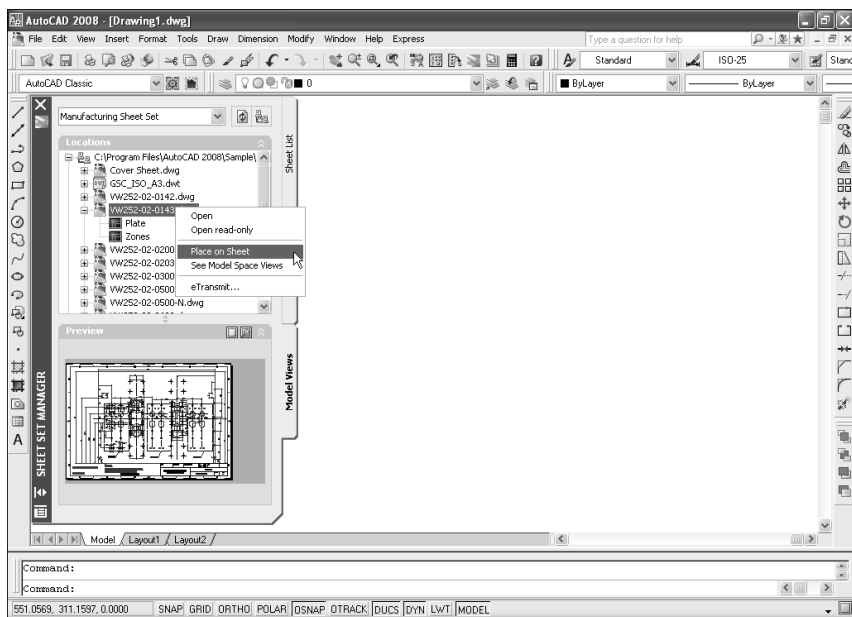 AutoCAD 2008 - [Drawing1.dwg]
File Edit View Insert Format Tools Draw Dimension Modify Window Help Express
Type a question for help
Standard
ISO-25
Stanc
AutoCAD Classic
0
ByLayer
ByLayer
Manufacturing Sheet Set
Locations
C:\Program Files\AutoCAD 2008\Sample\
Cover Sheet.dwg
GSC_ISO_A3.dwt
VW252-02-0142.dwg
VW252-02-0143
Plate
Zones
VW252-02-0200
VW252-02-0203
VW252-02-0300
VW252-02-0500
VW252-02-0500-N.dwg
Open
Open read-only
Place on Sheet
See Model Space Views
eTransmit...
Preview
Sheet List
Model Views
SHEET SET MANAGER
A
Model Layout1 Layout2
Command:
Command:
551.0569, 311.1597, 0.0000 SNAP GRID ORTHO POLAR OSNAP OTRACK DUCS DYN LWT MODEL